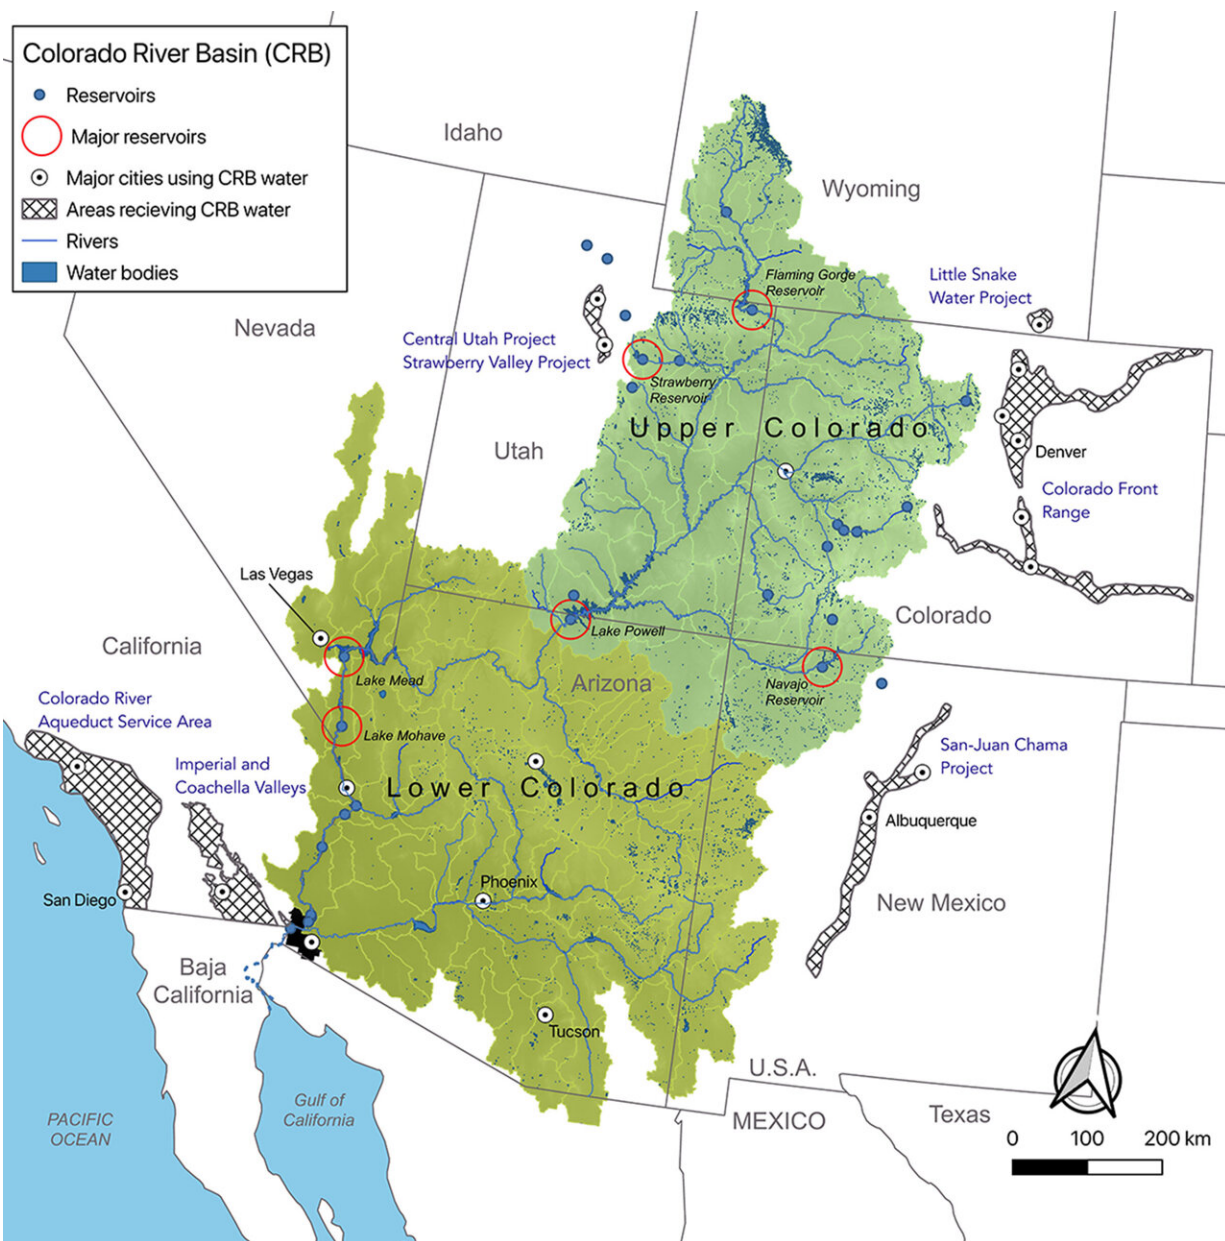 Colorado River Basin (CRB)
Reservoirs
Major reservoirs
Major cities using CRB water
Areas recieving CRB water
Rivers
Water bodies
Idaho
Wyoming
Flaming Gorge
Reservoir
Little Snake
Water Project
Nevada
Central Utah Project
Strawberry Valley Project
Strawberry
Reservoir
Upper Colorado
Utah
Denver
Colorado Front
Range
Las Vegas
Colorado
Lake Powell
California
Lake Mead
Arizona
Navajo
Reservoir
Colorado River
Aqueduct Service Area
Lake Mohave
San-Juan Chama
Project
Imperial and
Coachella Valleys
Lower Colorado
Albuquerque
Phoenix
San Diego
New Mexico
Baja
California
Tucson
U.S.A.
MEXICO
Texas
Gulf of
California
PACIFIC
OCEAN
0 100 200 km